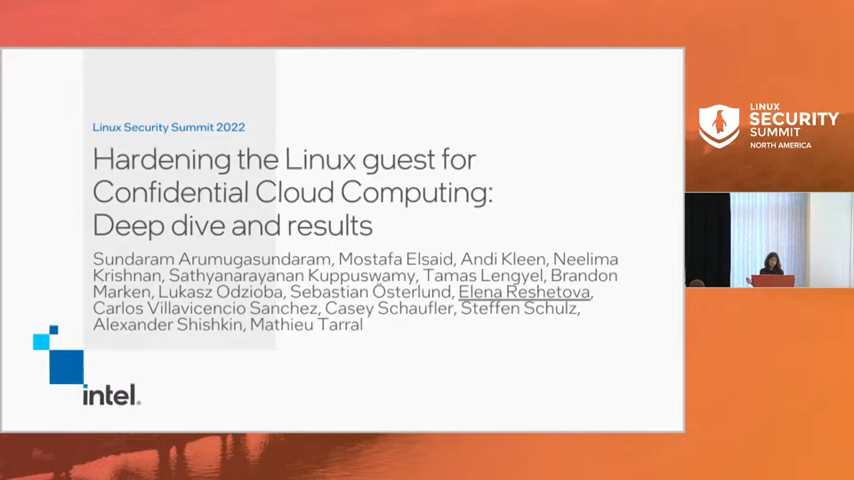 Linux Security Summit 2022
Hardening the Linux guest for
Confidential Cloud Computing:
Deep dive and results
Sundaram Arumugasundaram, Mostafa Elsaid, Andi Kleen, Neelima
Krishnan, Sathyanarayanan Kuppuswamy, Tamas Lengyel, Brandon
Marken, Lukasz Odzioba, Sebastian Österlund, Elena Reshetova,
Carlos Villavicencio Sanchez, Casey Schaufler, Steffen Schulz,
Alexander Shishkin, Mathieu Tarral
intel.
LINUX
SECURITY
SUMMIT
NORTH AMERICA